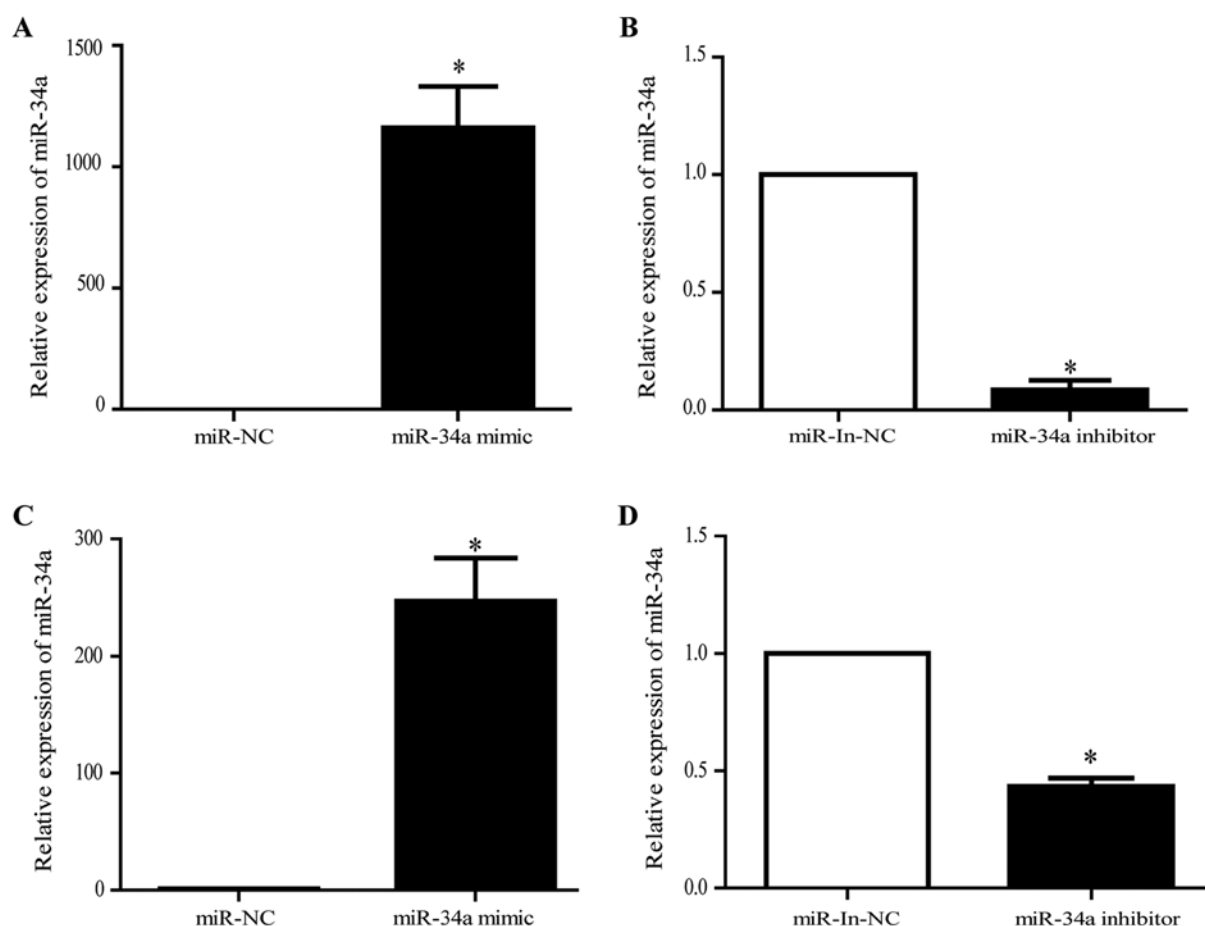 A
Relative expression of miR-34a
1500
1000
500
0
*
miR-NC
miR-34a mimic
B
Relative expression of miR-34a
1.5
1.0
0.5
0.0
*
miR-In-NC
miR-34a inhibitor
C
Relative expression of miR-34a
300
200
100
0
*
miR-NC
miR-34a mimic
D
Relative expression of miR-34a
1.5
1.0
0.5
0.0
*
miR-In-NC
miR-34a inhibitor